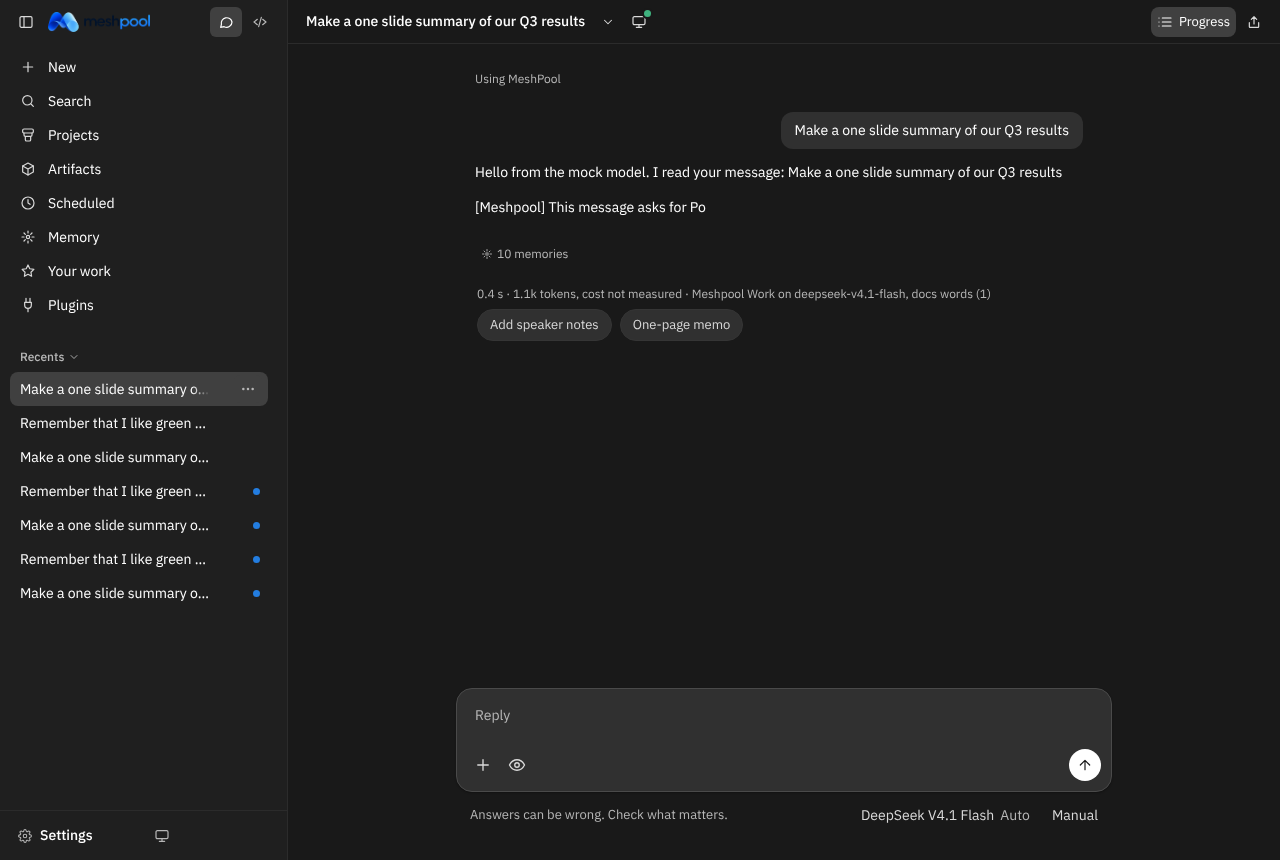 meshpool
Make a one slide summary of our Q3 results
Progress
New
Search
Projects
Artifacts
Scheduled
Memory
Your work
Plugins
Recents
Make a one slide summary o...
Remember that I like green ...
Make a one slide summary o...
Remember that I like green ...
Make a one slide summary o...
Remember that I like green ...
Make a one slide summary o...
Settings
Using MeshPool
Make a one slide summary of our Q3 results
Hello from the mock model. I read your message: Make a one slide summary of our Q3 results
[Meshpool] This message asks for Po
10 memories
0.4 s · 1.1k tokens, cost not measured · Meshpool Work on deepseek-v4.1-flash, docs words (1)
Add speaker notes
One-page memo
Reply
Answers can be wrong. Check what matters.
DeepSeek V4.1 Flash Auto
Manual